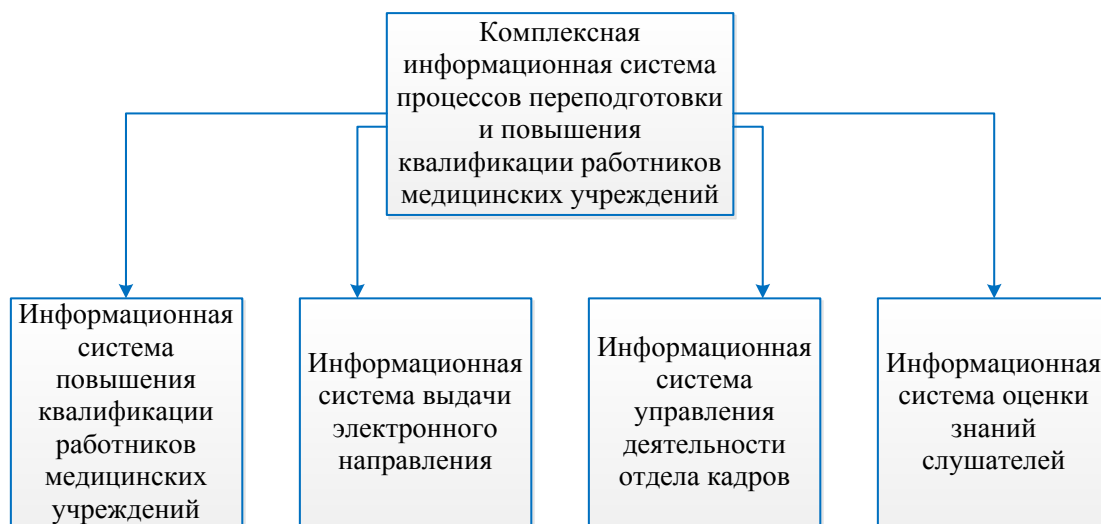 Комплексная
информационная система
процессов переподготовки
и повышения
квалификации работников
медицинских учреждений
Информационная
система
повышения
квалификации
работников
медицинских
учреждений
Информационная
система выдачи
электронного
направления
Информационная
система
управления
деятельности
отдела кадров
Информационная
система оценки
знаний
слушателей